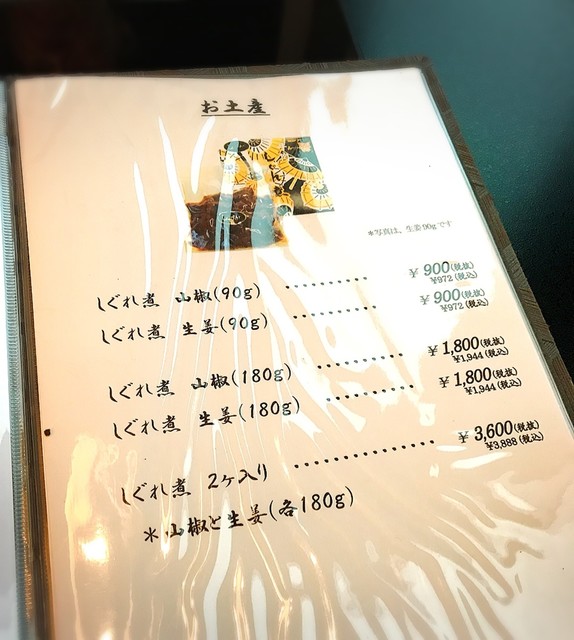 お土産
＊写真は、生姜90gです
しぐれ煮 山椒(90g) ………… ¥ 900(税抜)
¥972 (税込)
しぐれ煮 生姜(90g) ………… ¥ 900(税抜)
¥972 (税込)
しぐれ煮 山椒(180g) ………… ¥ 1,800(税抜)
¥1,944 (税込)
しぐれ煮 生姜(180g) ………… ¥ 1,800(税抜)
¥1,944 (税込)
しぐれ煮 2ヶ入り ………… ¥ 3,600(税抜)
¥3,888 (税込)
＊山椒と生姜(各180g)